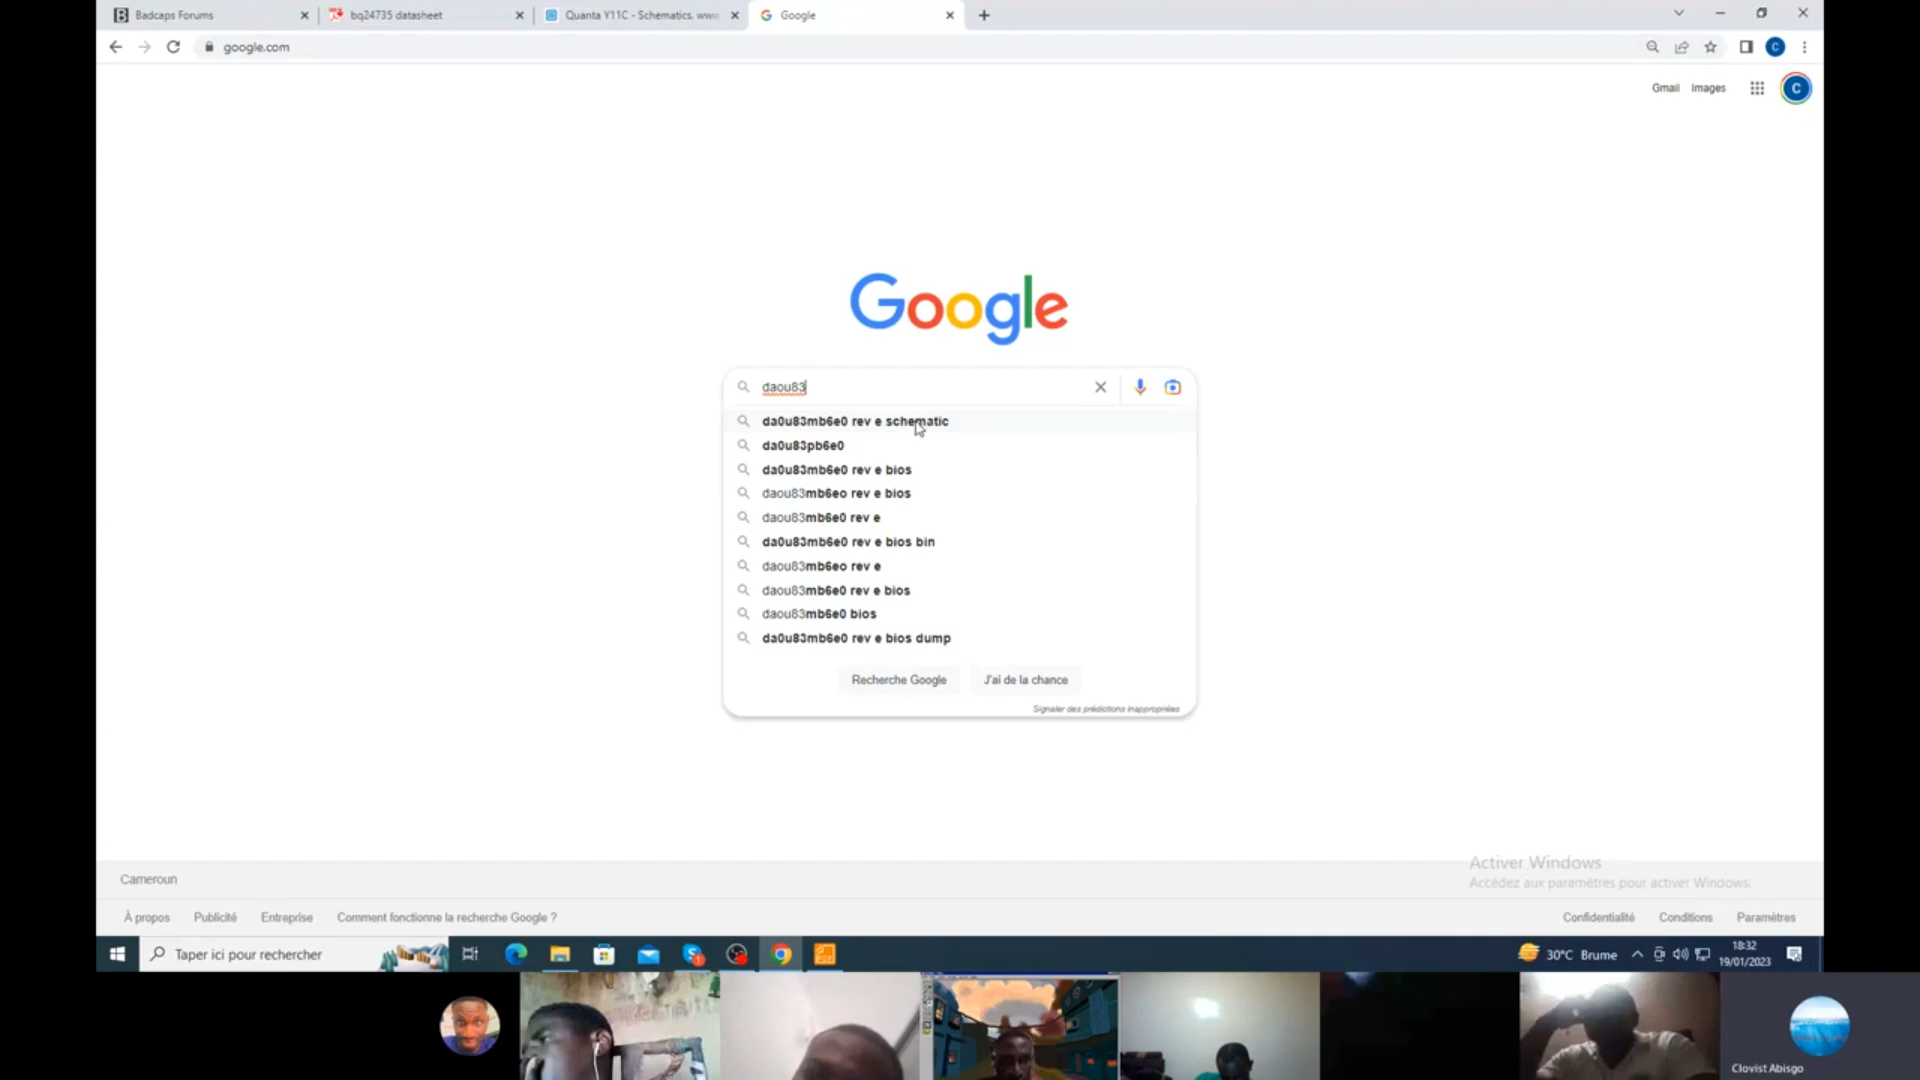 Badcaps Forums
bq24735 datasheet
Quanta Y11C - Schematics. www
Google
google.com
Gmail Images
C
Google
daou83
da0u83mb6e0 rev e schematic
da0u83pb6e0
da0u83mb6e0 rev e bios
daou83mb6eo rev e bios
daou83mb6e0 rev e
da0u83mb6e0 rev e bios bin
daou83mb6eo rev e
daou83mb6e0 rev e bios
daou83mb6e0 bios
da0u83mb6e0 rev e bios dump
Recherche Google J'ai de la chance
Signaler des prédictions inappropriées
Activer Windows
Accédez aux paramètres pour activer Windows.
Cameroun
À propos Publicité Entreprise Comment fonctionne la recherche Google ?
Confidentialité Conditions Paramètres
Taper ici pour rechercher
30°C Brume
18:32
19/01/2023
Clovist Abisgo